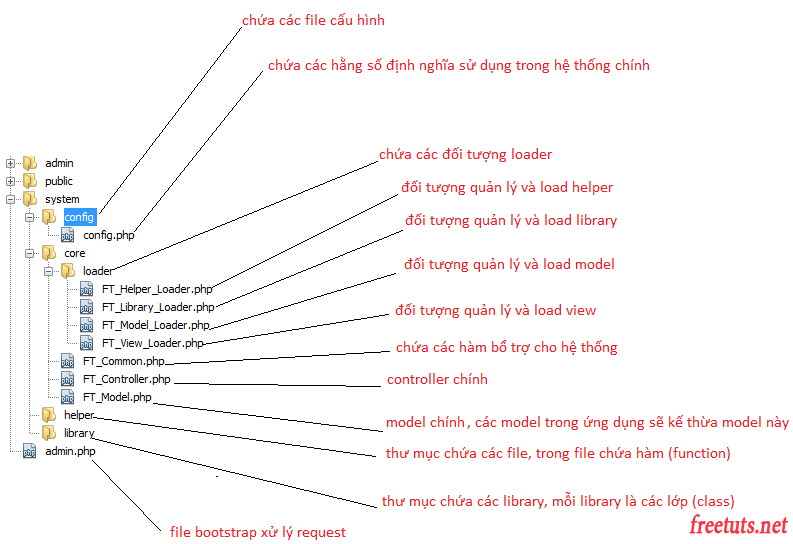 chứa các file cấu hình
chứa các hằng số định nghĩa sử dụng trong hệ thống chính
chứa các đối tượng loader
admin
public
đối tượng quản lý và load helper
system
config
đối tượng quản lý và load library
config.php
core
đối tượng quản lý và load model
loader
FT_Helper_Loader.php
FT_Library_Loader.php
đối tượng quản lý và load view
FT_Model_Loader.php
FT_View_Loader.php
chứa các hàm bổ trợ cho hệ thống
FT_Common.php
FT_Controller.php
controller chính
FT_Model.php
helper
model chính, các model trong ứng dụng sẽ kế thừa model này
library
admin.php
thư mục chứa các file, trong file chứa hàm (function)
thư mục chứa các library, mỗi library là các lớp (class)
file bootstrap xử lý request
freetuts.net